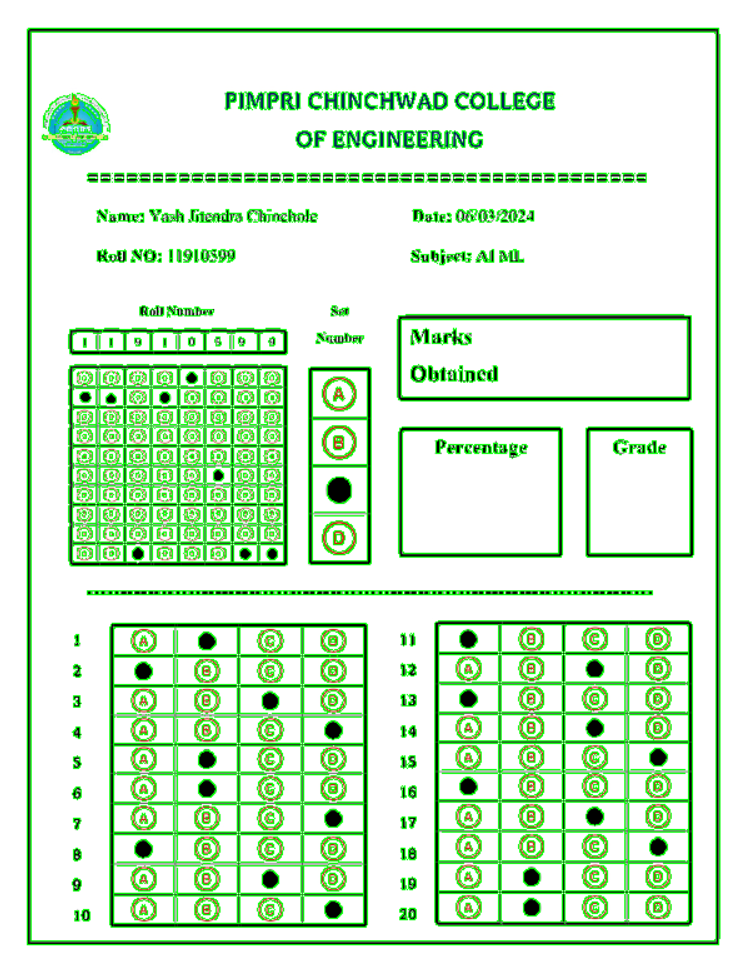 PIMPRI CHINCHWAD COLLEGE
OF ENGINEERING
Name: Yash Jitendra Chinchole
Date: 06/03/2024
Roll NO: 11910599
Subject: AI ML
Roll Number
Set
Number
1 1 9 1 0 5 9 9
A
B
D
Marks
Obtained
Percentage
Grade
1 A C D
2 B C D
3 A B D
4 A B C
5 A C D
6 A C D
7 A B C
8 B C D
9 A B D
10 A B C
11 B C D
12 A B D
13 B C D
14 A B D
15 A B C
16 B C D
17 A B D
18 A B C
19 A C D
20 A C D